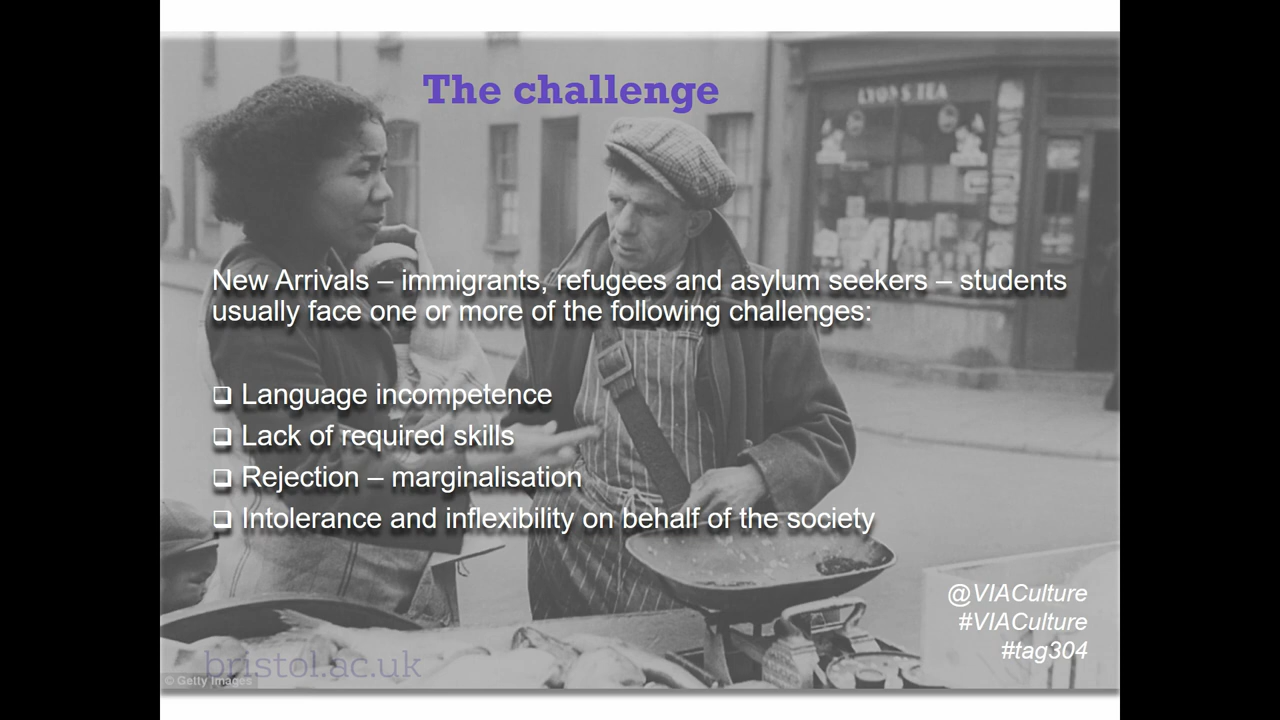 The challenge
LYONS TEA
New Arrivals – immigrants, refugees and asylum seekers – students
usually face one or more of the following challenges:
❑ Language incompetence
❑ Lack of required skills
❑ Rejection – marginalisation
❑ Intolerance and inflexibility on behalf of the society
@VIACulture
#VIACulture
#tag304
bristol.ac.uk
© Getty Images